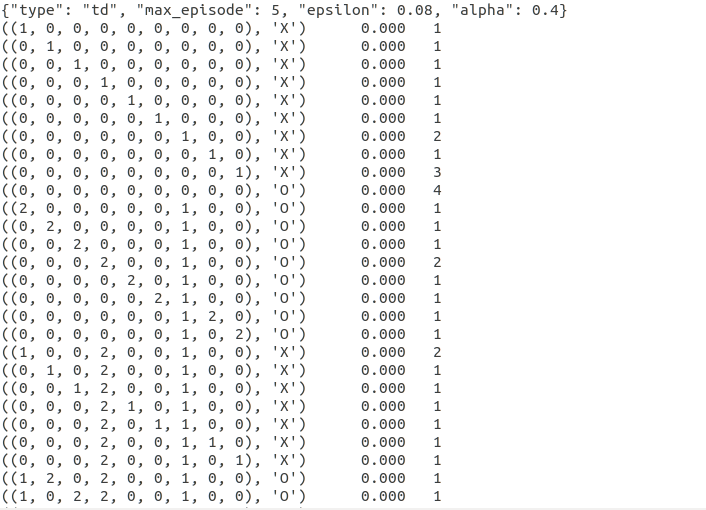 {"type": "td", "max_episode": 5, "epsilon": 0.08, "alpha": 0.4}
((1, 0, 0, 0, 0, 0, 0, 0, 0), 'X')      0.000   1
((0, 1, 0, 0, 0, 0, 0, 0, 0), 'X')      0.000   1
((0, 0, 1, 0, 0, 0, 0, 0, 0), 'X')      0.000   1
((0, 0, 0, 1, 0, 0, 0, 0, 0), 'X')      0.000   1
((0, 0, 0, 0, 1, 0, 0, 0, 0), 'X')      0.000   1
((0, 0, 0, 0, 0, 1, 0, 0, 0), 'X')      0.000   1
((0, 0, 0, 0, 0, 0, 1, 0, 0), 'X')      0.000   2
((0, 0, 0, 0, 0, 0, 0, 1, 0), 'X')      0.000   1
((0, 0, 0, 0, 0, 0, 0, 0, 1), 'X')      0.000   3
((0, 0, 0, 0, 0, 0, 0, 0, 0), 'O')      0.000   4
((2, 0, 0, 0, 0, 0, 1, 0, 0), 'O')      0.000   1
((0, 2, 0, 0, 0, 0, 1, 0, 0), 'O')      0.000   1
((0, 0, 2, 0, 0, 0, 1, 0, 0), 'O')      0.000   1
((0, 0, 0, 2, 0, 0, 1, 0, 0), 'O')      0.000   2
((0, 0, 0, 0, 2, 0, 1, 0, 0), 'O')      0.000   1
((0, 0, 0, 0, 0, 2, 1, 0, 0), 'O')      0.000   1
((0, 0, 0, 0, 0, 0, 1, 2, 0), 'O')      0.000   1
((0, 0, 0, 0, 0, 0, 1, 0, 2), 'O')      0.000   1
((1, 0, 0, 2, 0, 0, 1, 0, 0), 'X')      0.000   2
((0, 1, 0, 2, 0, 0, 1, 0, 0), 'X')      0.000   1
((0, 0, 1, 2, 0, 0, 1, 0, 0), 'X')      0.000   1
((0, 0, 0, 2, 1, 0, 1, 0, 0), 'X')      0.000   1
((0, 0, 0, 2, 0, 1, 1, 0, 0), 'X')      0.000   1
((0, 0, 0, 2, 0, 0, 1, 1, 0), 'X')      0.000   1
((0, 0, 0, 2, 0, 0, 1, 0, 1), 'X')      0.000   1
((1, 2, 0, 2, 0, 0, 1, 0, 0), 'O')      0.000   1
((1, 0, 2, 2, 0, 0, 1, 0, 0), 'O')      0.000   1